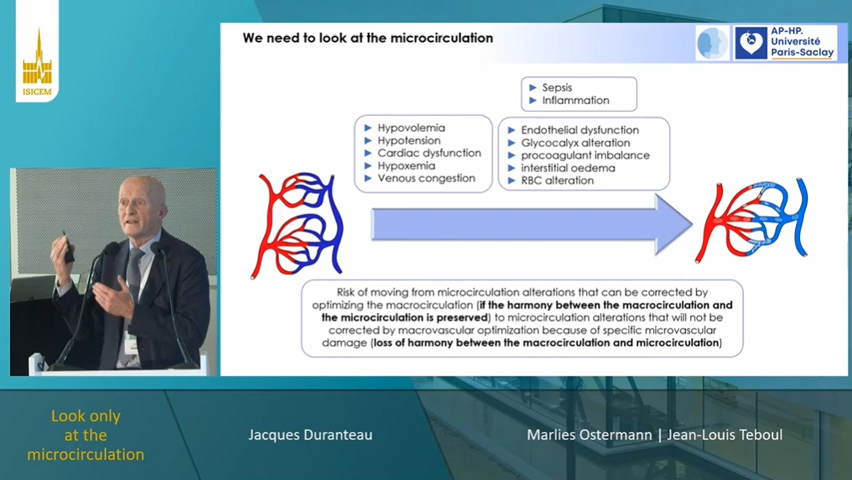 We need to look at the microcirculation
AP-HP.
Université
Paris-Saclay
ISICEM
Sepsis
Inflammation
Hypovolemia
Hypotension
Cardiac dysfunction
Hypoxemia
Venous congestion
Endothelial dysfunction
Glycocalyx alteration
procoagulant imbalance
interstitial oedema
RBC alteration
Risk of moving from microcirculation alterations that can be corrected by
optimizing the macrocirculation (if the harmony between the macrocirculation and
the microcirculation is preserved) to microcirculation alterations that will not be
corrected by macrovascular optimization because of specific microvascular
damage (loss of harmony between the macrocirculation and microcirculation)
Look only
at the
microcirculation
Jacques Duranteau
Marlies Ostermann | Jean-Louis Teboul